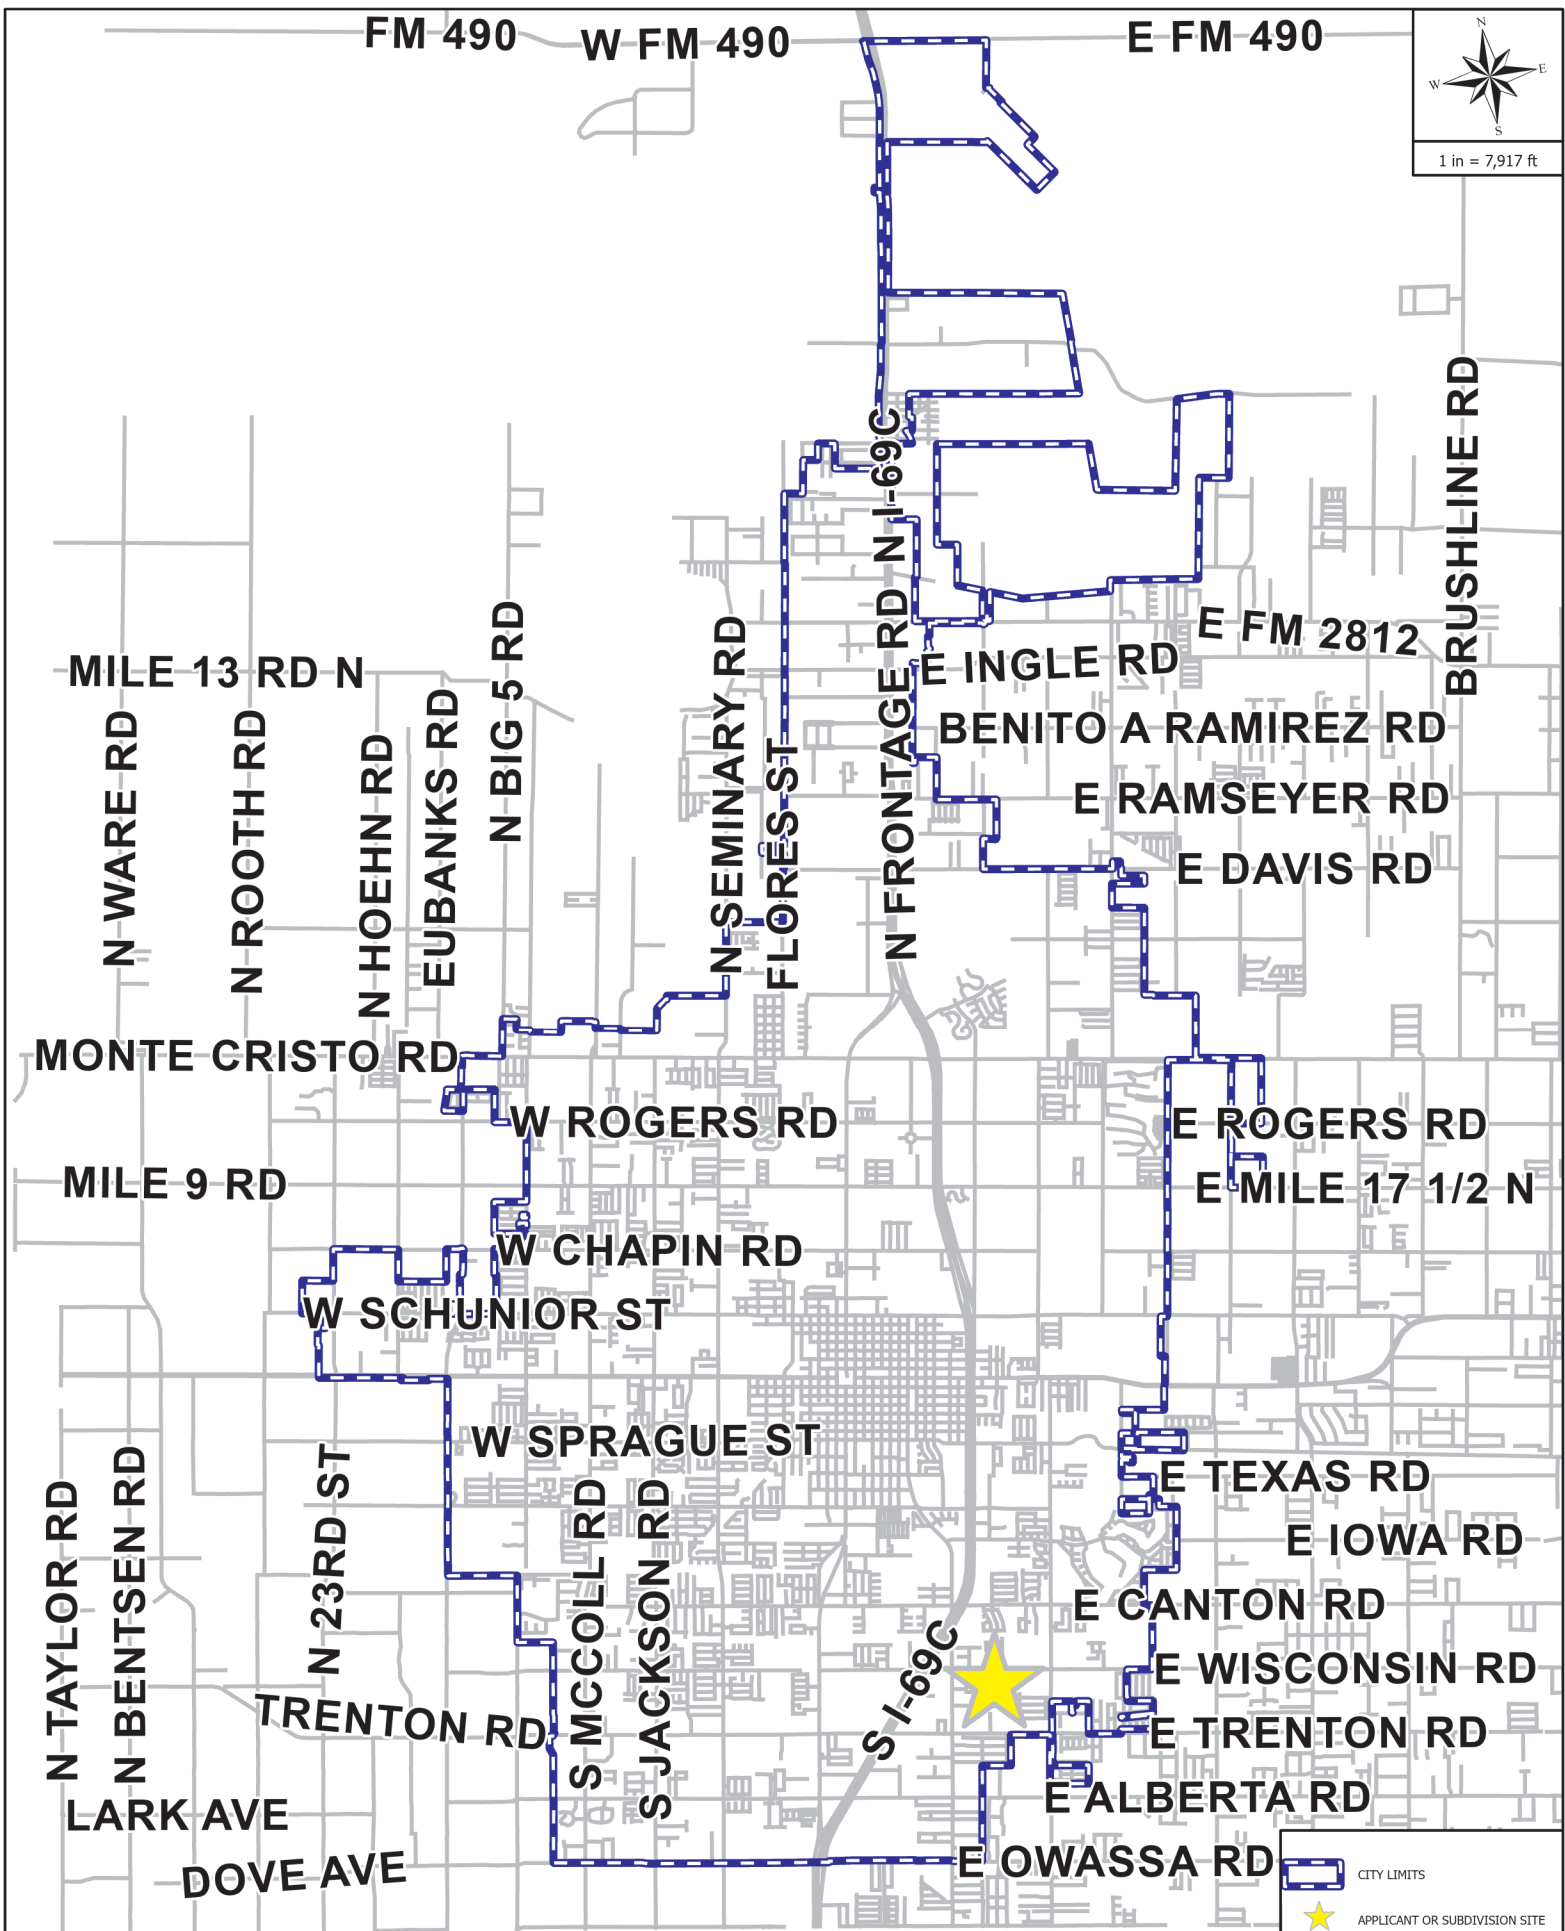 FM 490
W FM 490
E FM 490
N
W
E
S
1 in = 7,917 ft
BRUSHLINE RD
N I-69C
E FM 2812
E INGLE RD
MILE 13 RD N
N BIG 5 RD
BENITO A RAMIREZ RD
N WARE RD
N ROOTH RD
N HOEHN RD
EUBANKS RD
N SEMINARY RD
FLORES ST
N FRONTAGE RD
E RAMSEYER RD
E DAVIS RD
MONTE CRISTO RD
W ROGERS RD
E ROGERS RD
MILE 9 RD
E MILE 17 1/2 N
W CHAPIN RD
W SCHUNIOR ST
W SPRAGUE ST
E TEXAS RD
E IOWA RD
N TAYLOR RD
N BENTSEN RD
N 23RD ST
S MCCOLL RD
S JACKSON RD
E CANTON RD
S I-69C
E WISCONSIN RD
TRENTON RD
E TRENTON RD
E ALBERTA RD
LARK AVE
DOVE AVE
E OWASSA RD
CITY LIMITS
APPLICANT OR SUBDIVISION SITE